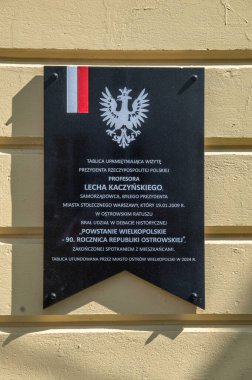 TABLICA UPAMIĘTNIAJĄCA WIZYTĘ
PREZYDENTA RZECZYPOSPOLITEJ POLSKIEJ
PROFESORA
LECHA KACZYŃSKIEGO,
SAMORZĄDOWCA, BYŁEGO PREZYDENTA
MIASTA STOŁECZNEGO WARSZAWY, KTÓRY 19.01.2009 R.
W OSTROWSKIM RATUSZU
BRAŁ UDZIAŁ W DEBACIE HISTORYCZNEJ
„POWSTANIE WIELKOPOLSKIE
- 90. ROCZNICA REPUBLIKI OSTROWSKIEJ",
ZAKOŃCZONEJ SPOTKANIEM Z MIESZKAŃCAMI.
TABLICA UFUNDOWANA PRZEZ MIASTO OSTRÓW WIELKOPOLSKI W 2024 R.